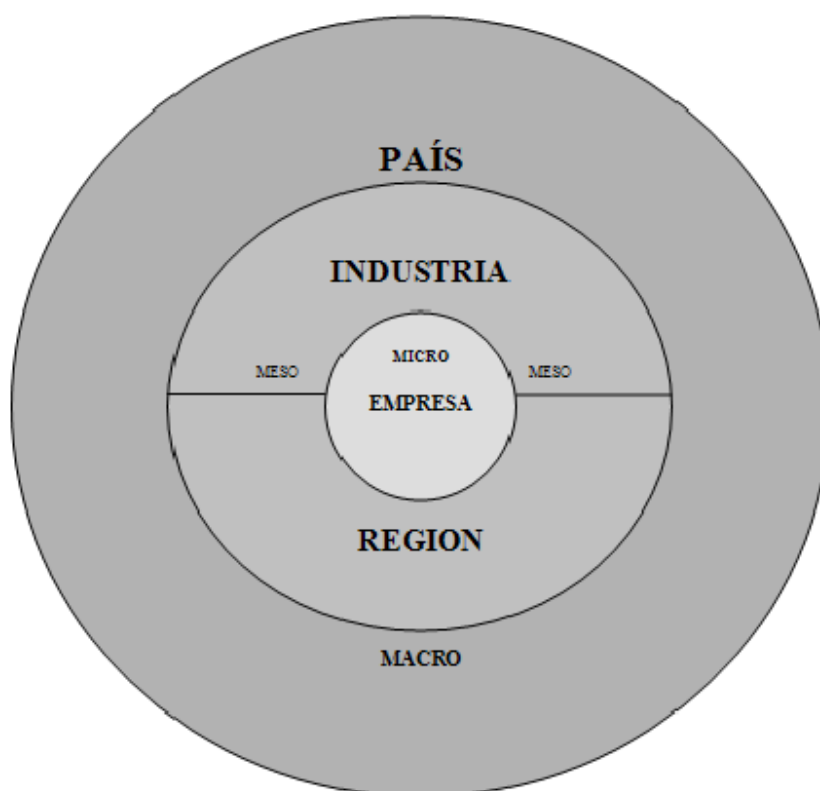 PAÍS
INDUSTRIA
MICRO
MESO
MESO
EMPRESA
REGION
MACRO